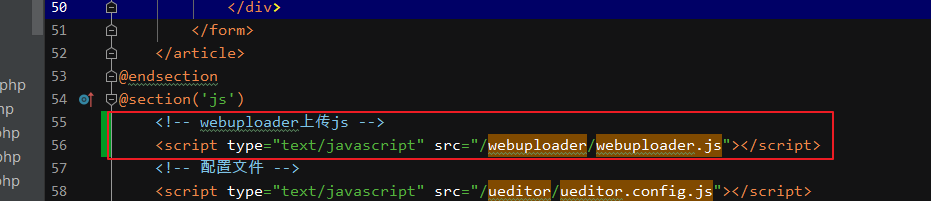 50 </div>
51 </form>
52 </article>
53 @endsection
54 @section('js')
55 <!-- webuploader上传js -->
56 <script type="text/javascript" src="/webuploader/webuploader.js"></script>
57 <!-- 配置文件 -->
58 <script type="text/javascript" src="/ueditor/ueditor.config.js"></script>
php
hp
php
php
php